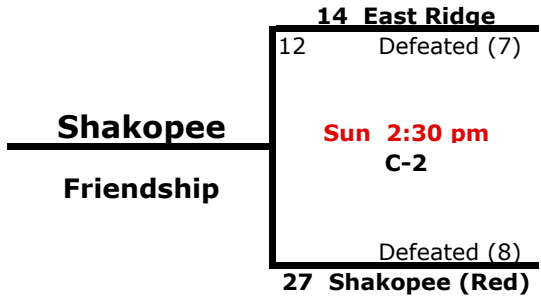 14 East Ridge
12 Defeated (7)
Shakopee
Sun 2:30 pm
C-2
Friendship
Defeated (8)
27 Shakopee (Red)